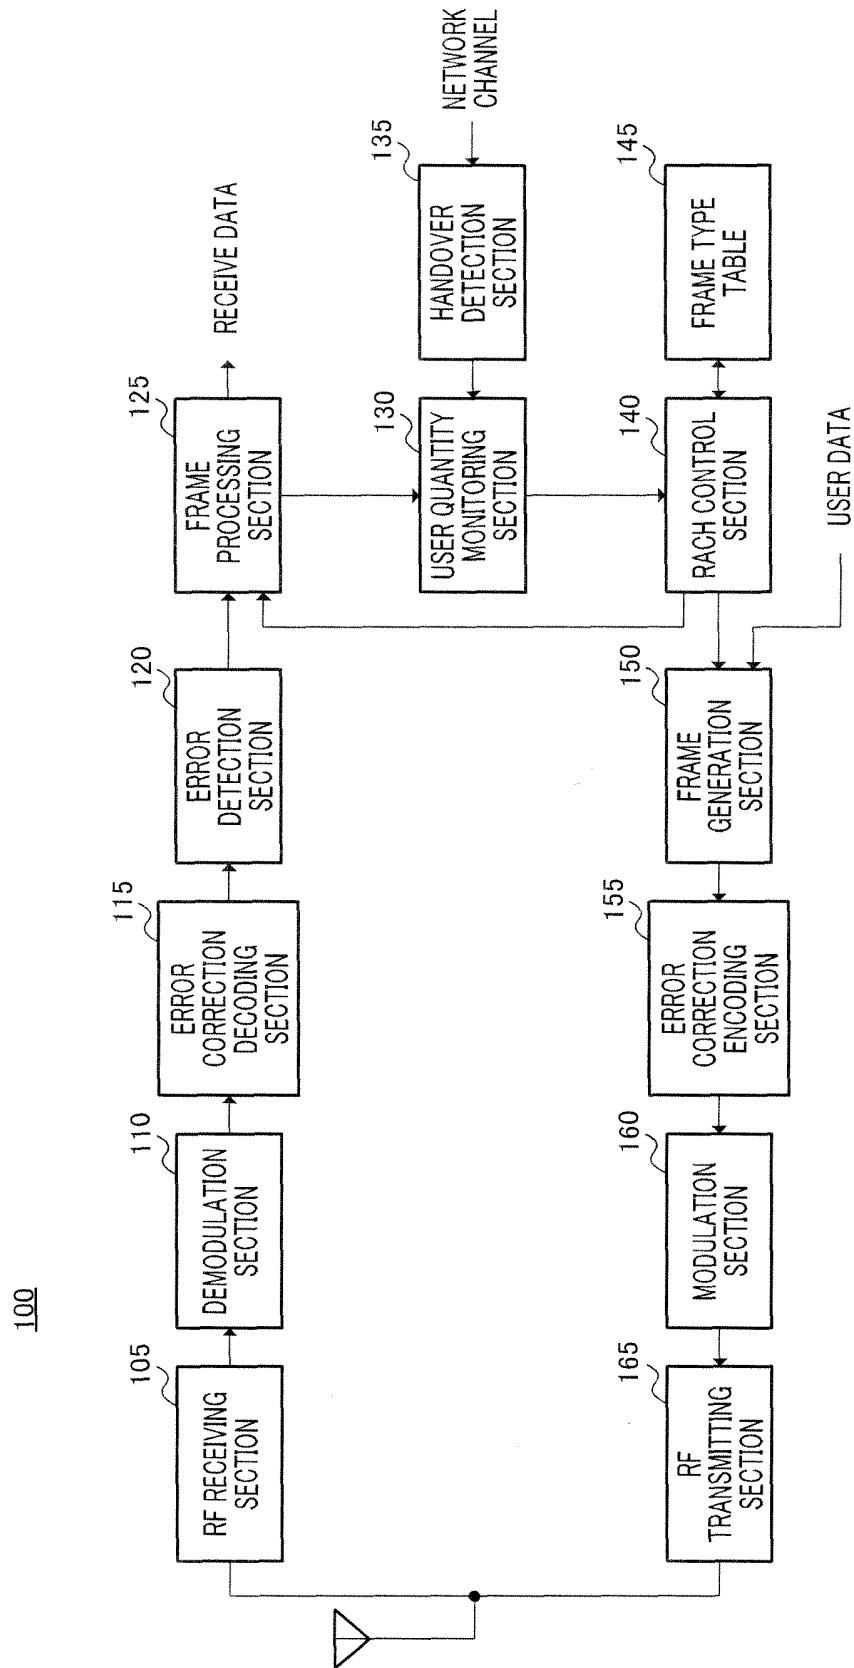 100
105
RF RECEIVING
SECTION
110
DEMODULATION
SECTION
115
ERROR
CORRECTION
DECODING
SECTION
120
ERROR
DETECTION
SECTION
125
FRAME
PROCESSING
SECTION
RECEIVE DATA
130
USER QUANTITY
MONITORING
SECTION
135
HANDOVER
DETECTION
SECTION
NETWORK
CHANNEL
165
RF
TRANSMITTING
SECTION
160
MODULATION
SECTION
155
ERROR
CORRECTION
ENCODING
SECTION
150
FRAME
GENERATION
SECTION
140
RACH CONTROL
SECTION
145
FRAME TYPE
TABLE
USER DATA